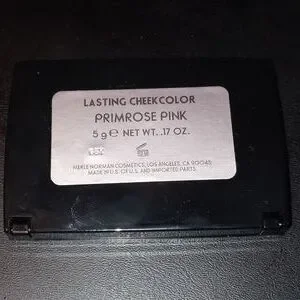 LASTING CHEEKCOLOR
PRIMROSE PINK
5 g ℮ NET WT. .17 OZ.
MERLE NORMAN COSMETICS, LOS ANGELES, CA 90045
MADE IN U.S. OF U.S. AND IMPORTED PARTS.